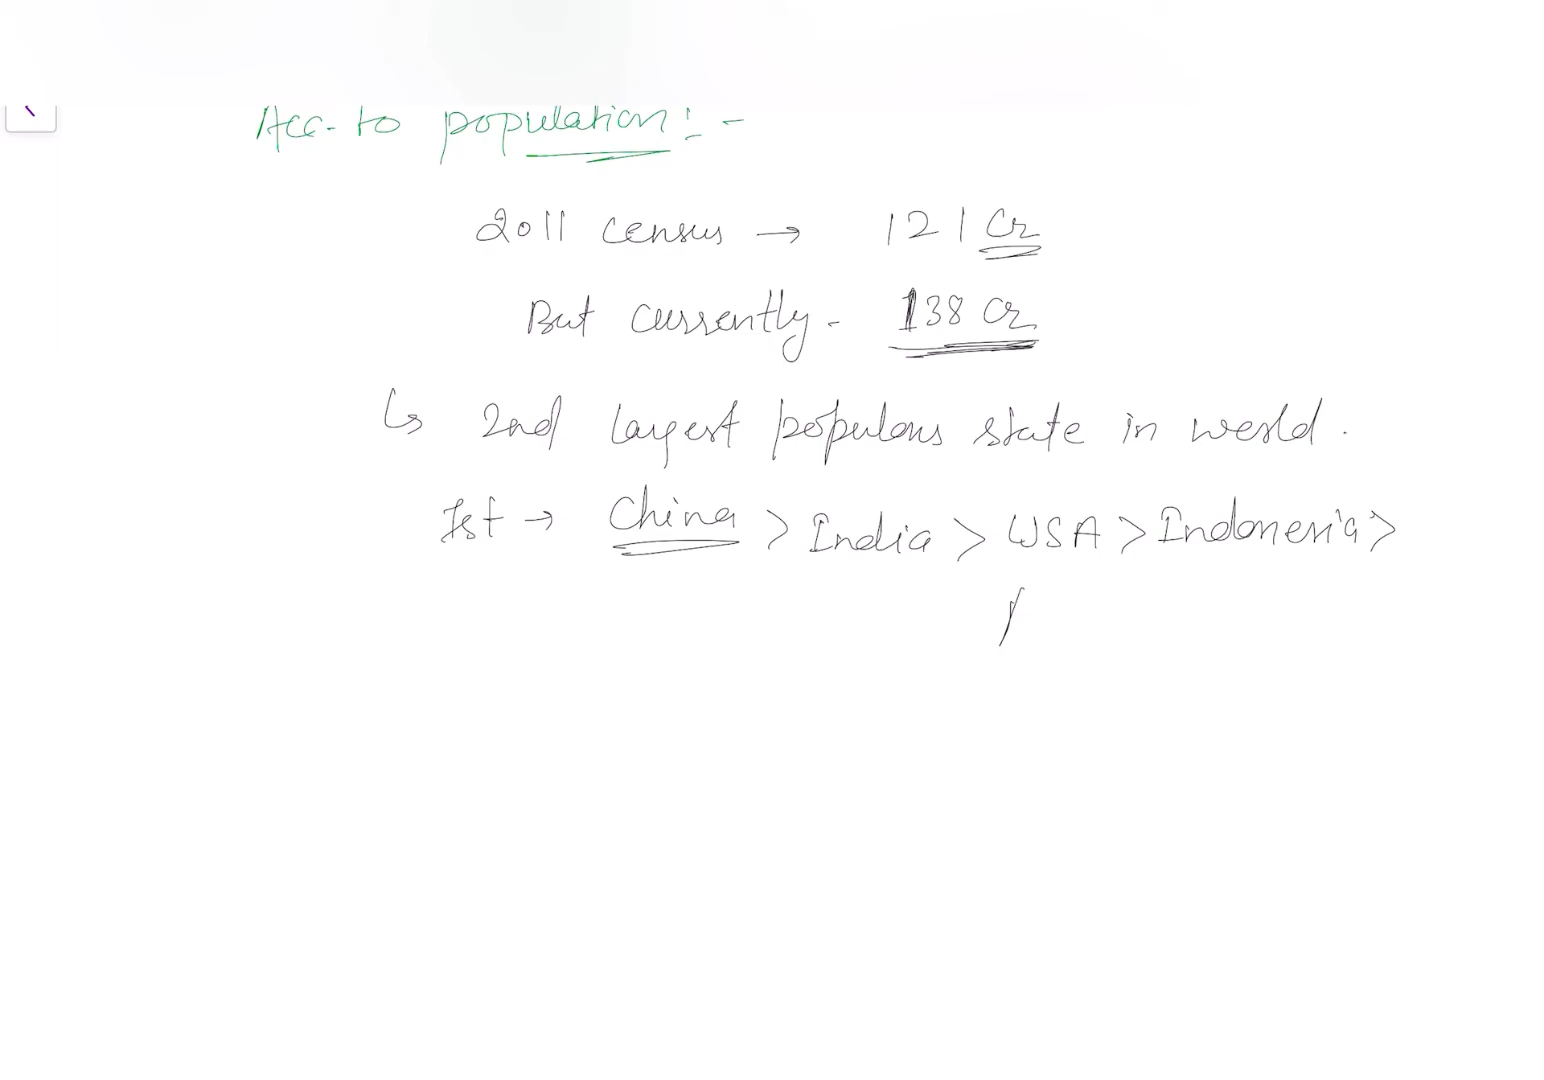 Acc. to population:-
2011 census → 121 Cr
But currently - 138 Cr
↳ 2nd largest populous state in world.
Ist → China > India > USA > Indonesia >